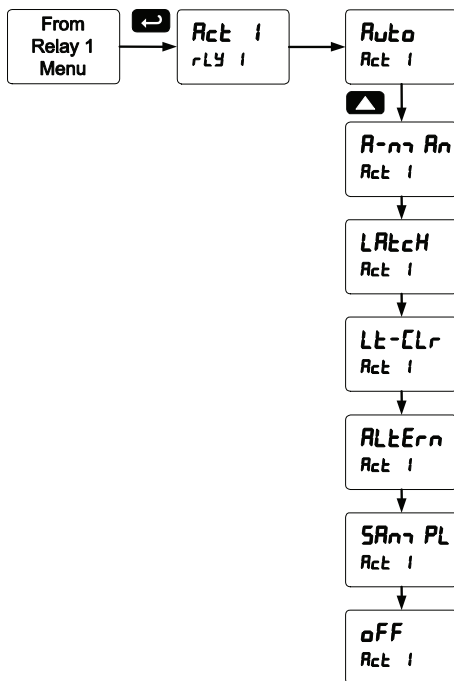 From
Relay 1
Menu
Act 1
rLY 1
Auto
Act 1
A-mAn
Act 1
LAtcH
Act 1
Lt-CLr
Act 1
ALtErn
Act 1
SAmPL
Act 1
oFF
Act 1